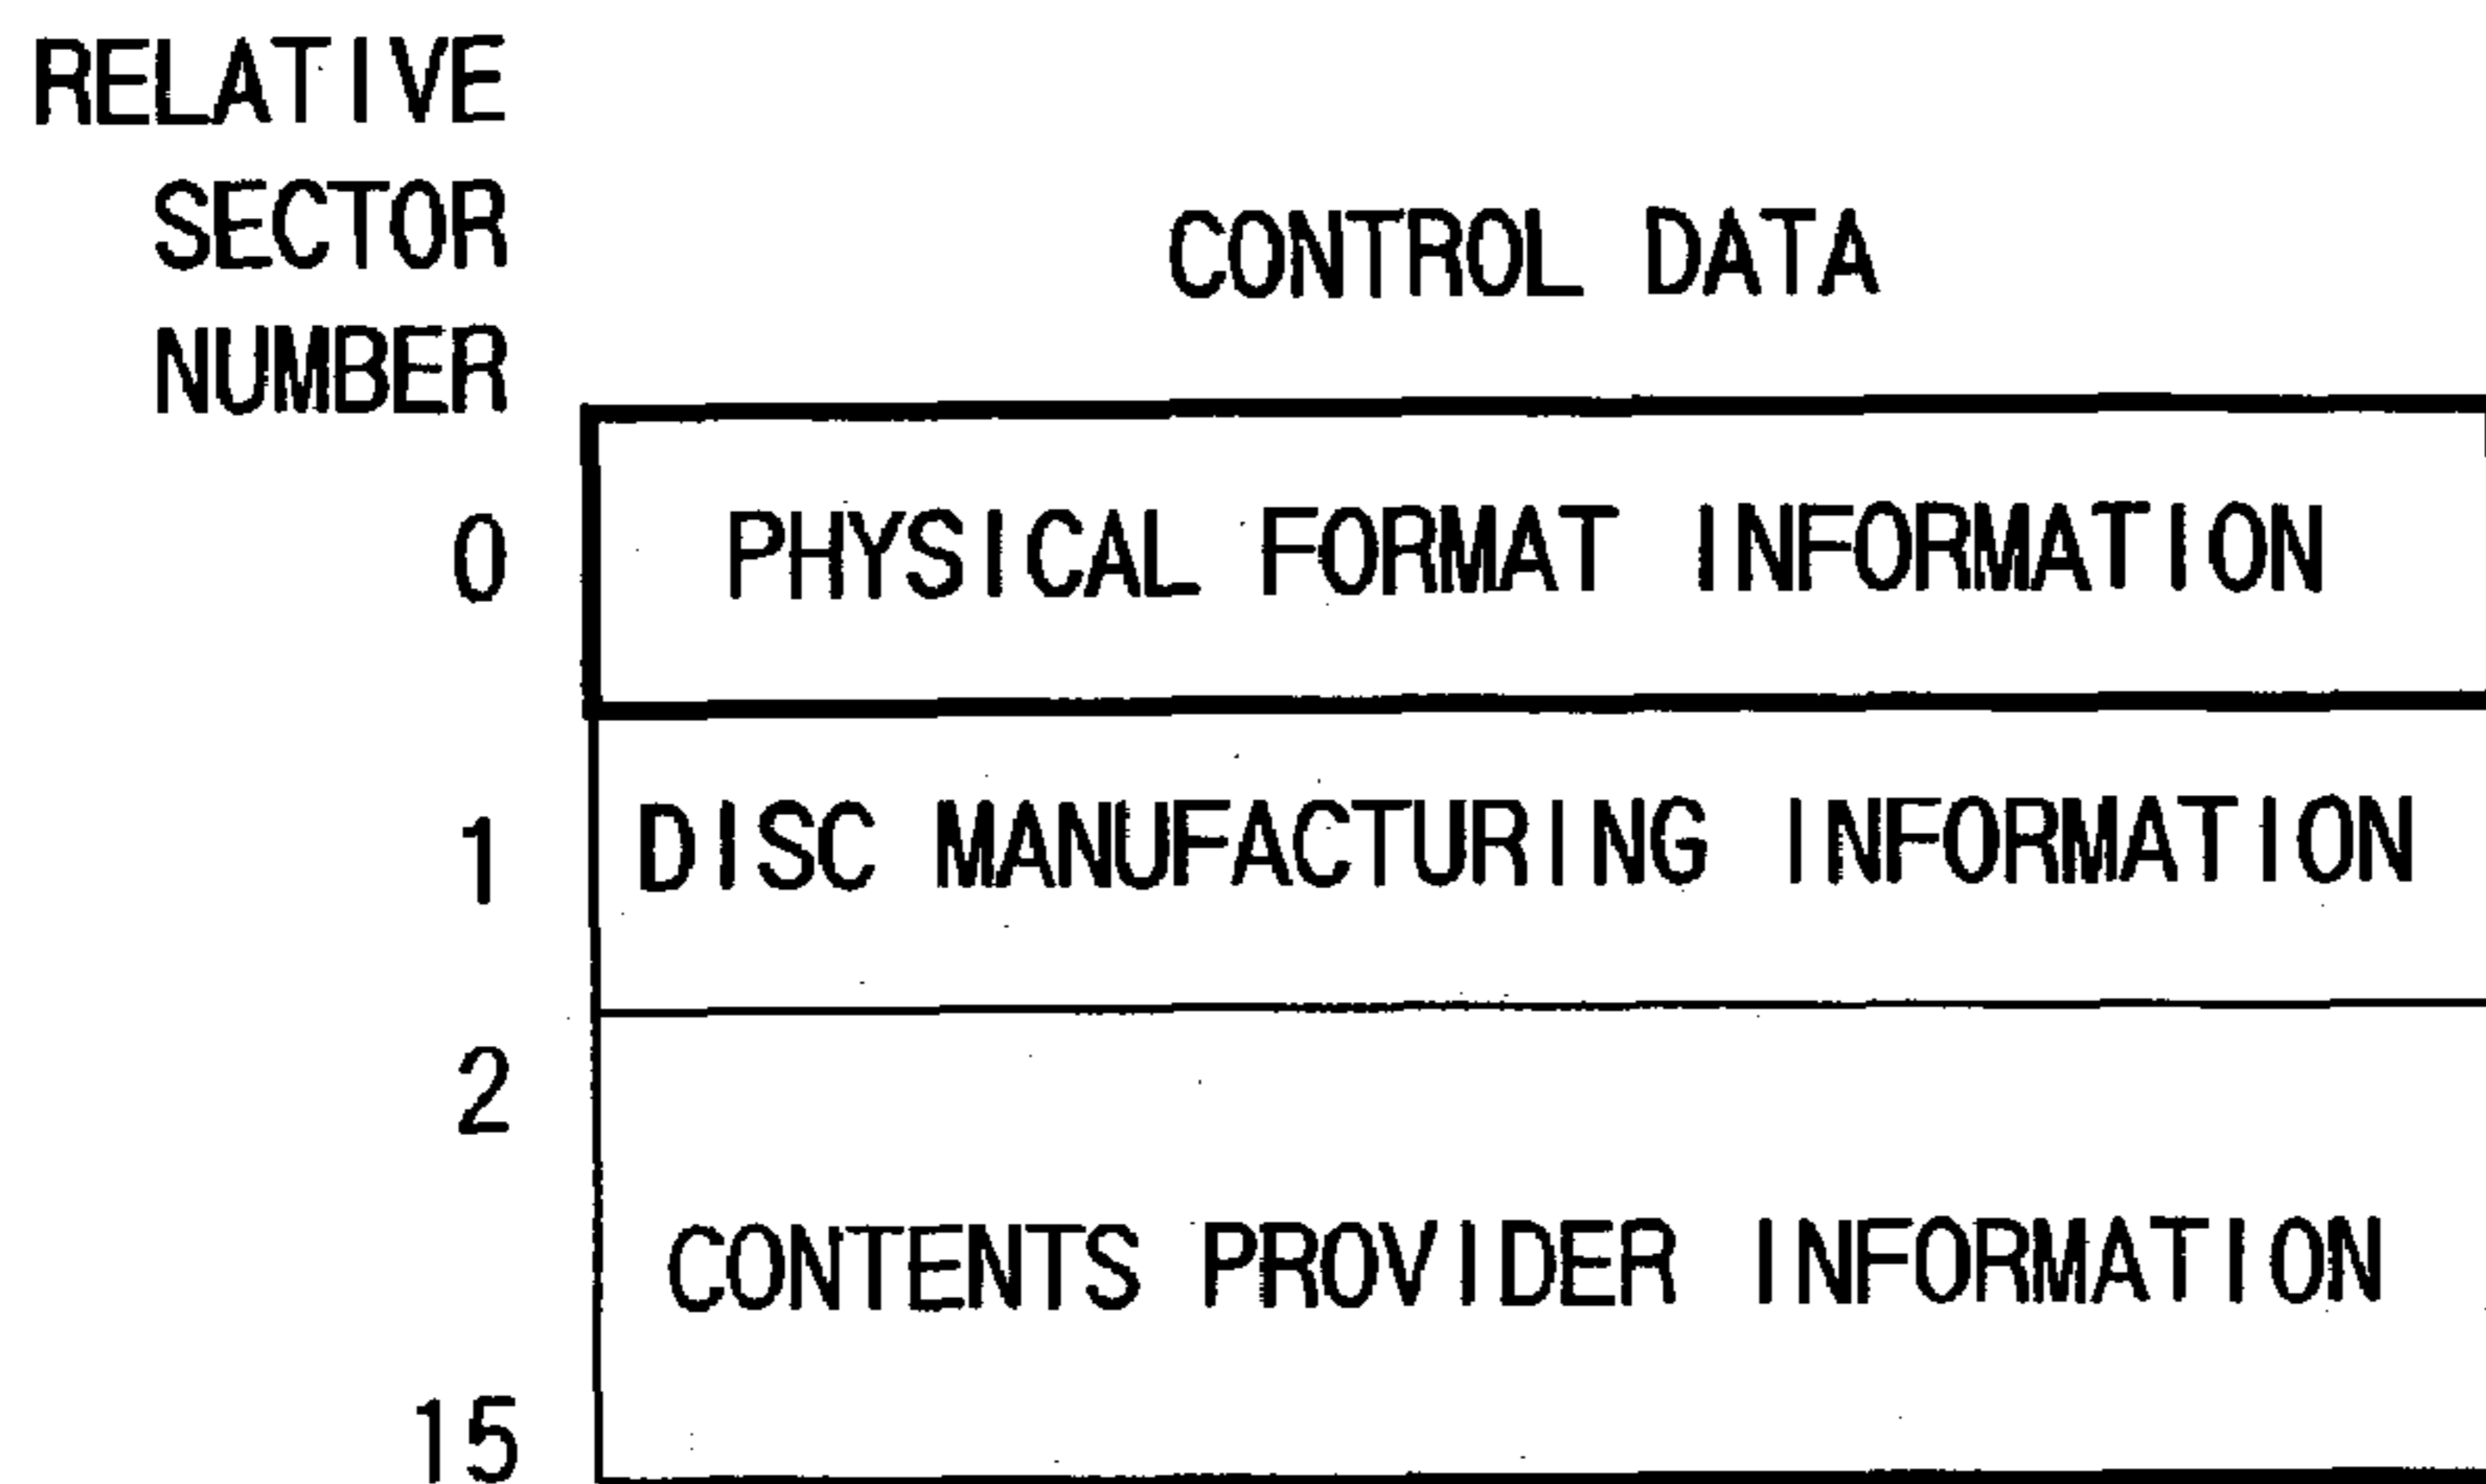 RELATIVE
SECTOR
NUMBER
CONTROL DATA
0 PHYSICAL FORMAT INFORMATION
1 DISC MANUFACTURING INFORMATION
2
CONTENTS PROVIDER INFORMATION
15